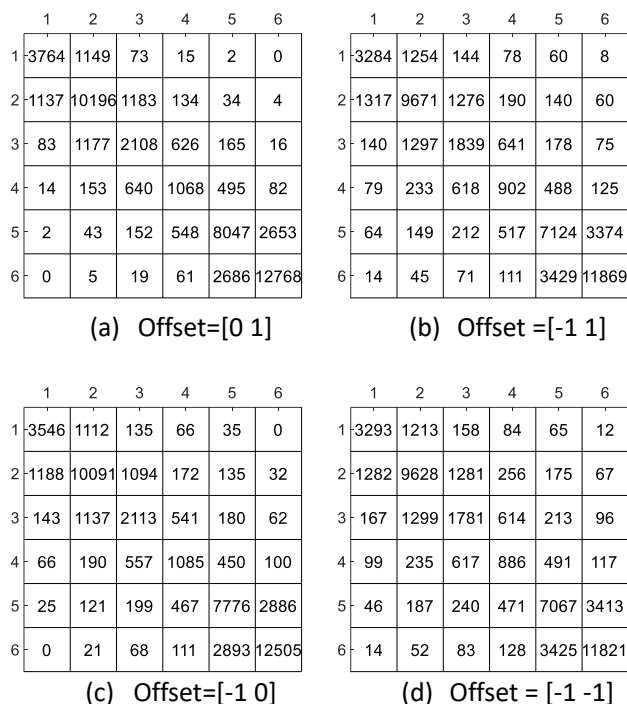 1 2 3 4 5 6
1 3764 1149 73 15 2 0
2 1137 10196 1183 134 34 4
3 83 1177 2108 626 165 16
4 14 153 640 1068 495 82
5 2 43 152 548 8047 2653
6 0 5 19 61 2686 12768
(a) Offset=[0 1]
1 2 3 4 5 6
1 3284 1254 144 78 60 8
2 1317 9671 1276 190 140 60
3 140 1297 1839 641 178 75
4 79 233 618 902 488 125
5 64 149 212 517 7124 3374
6 14 45 71 111 3429 11869
(b) Offset =[-1 1]
1 2 3 4 5 6
1 3546 1112 135 66 35 0
2 1188 10091 1094 172 135 32
3 143 1137 2113 541 180 62
4 66 190 557 1085 450 100
5 25 121 199 467 7776 2886
6 0 21 68 111 2893 12505
(c) Offset=[-1 0]
1 2 3 4 5 6
1 3293 1213 158 84 65 12
2 1282 9628 1281 256 175 67
3 167 1299 1781 614 213 96
4 99 235 617 886 491 117
5 46 187 240 471 7067 3413
6 14 52 83 128 3425 11821
(d) Offset = [-1 -1]